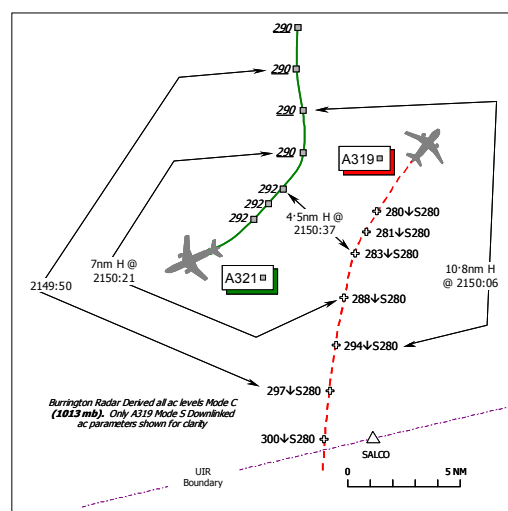 290
290
290
290
A319
292
292
292
280↓S280
281↓S280
4·5nm H @
2150:37
283↓S280
7nm H @
2150:21
A321
10·8nm H
@ 2150:06
2149:50
288↓S280
294↓S280
297↓S280
Burrington Radar Derived all ac levels Mode C
(1013 mb). Only A319 Mode S Downlinked
ac parameters shown for clarity
300↓S280
SALCO
UIR
Boundary
0
5 NM